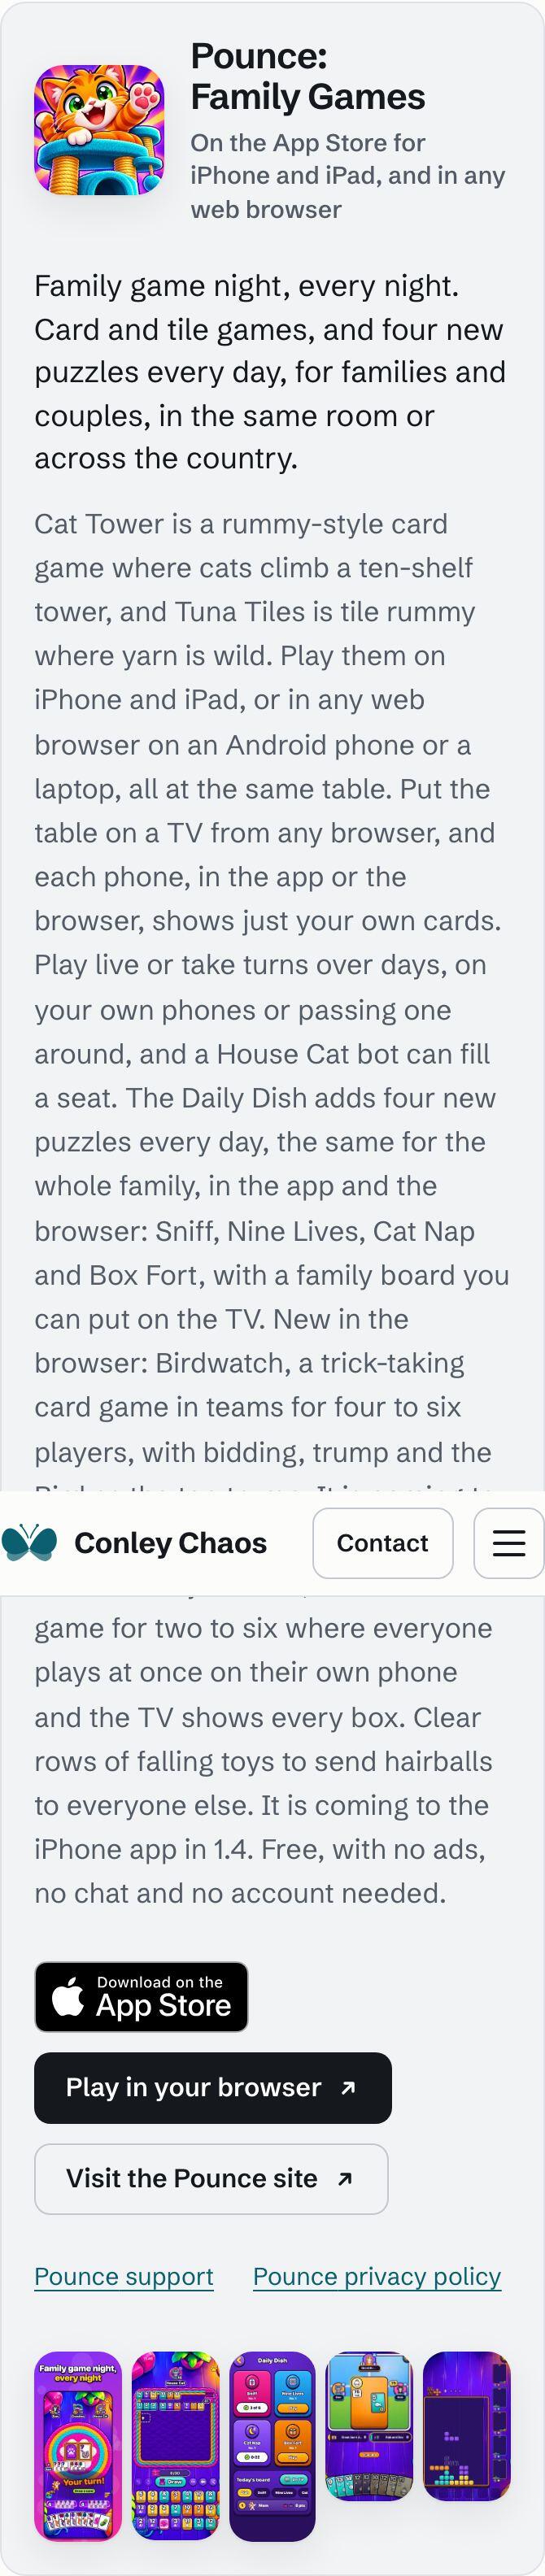 Pounce:
Family Games
On the App Store for
iPhone and iPad, and in any
web browser
Family game night, every night.
Card and tile games, and four new
puzzles every day, for families and
couples, in the same room or
across the country.
Cat Tower is a rummy-style card
game where cats climb a ten-shelf
tower, and Tuna Tiles is tile rummy
where yarn is wild. Play them on
iPhone and iPad, or in any web
browser on an Android phone or a
laptop, all at the same table. Put the
table on a TV from any browser, and
each phone, in the app or the
browser, shows just your own cards.
Play live or take turns over days, on
your own phones or passing one
around, and a House Cat bot can fill
a seat. The Daily Dish adds four new
puzzles every day, the same for the
whole family, in the app and the
browser: Sniff, Nine Lives, Cat Nap
and Box Fort, with a family board you
can put on the TV. New in the
browser: Birdwatch, a trick-taking
card game in teams for four to six
players, with bidding, trump and the
Conley Chaos
Contact
game for two to six where everyone
plays at once on their own phone
and the TV shows every box. Clear
rows of falling toys to send hairballs
to everyone else. It is coming to the
iPhone app in 1.4. Free, with no ads,
no chat and no account needed.
Download on the
App Store
Play in your browser
Visit the Pounce site
Pounce support
Pounce privacy policy
Family game night,
every night
Your turn!
Draw
Daily Dish
Today's board